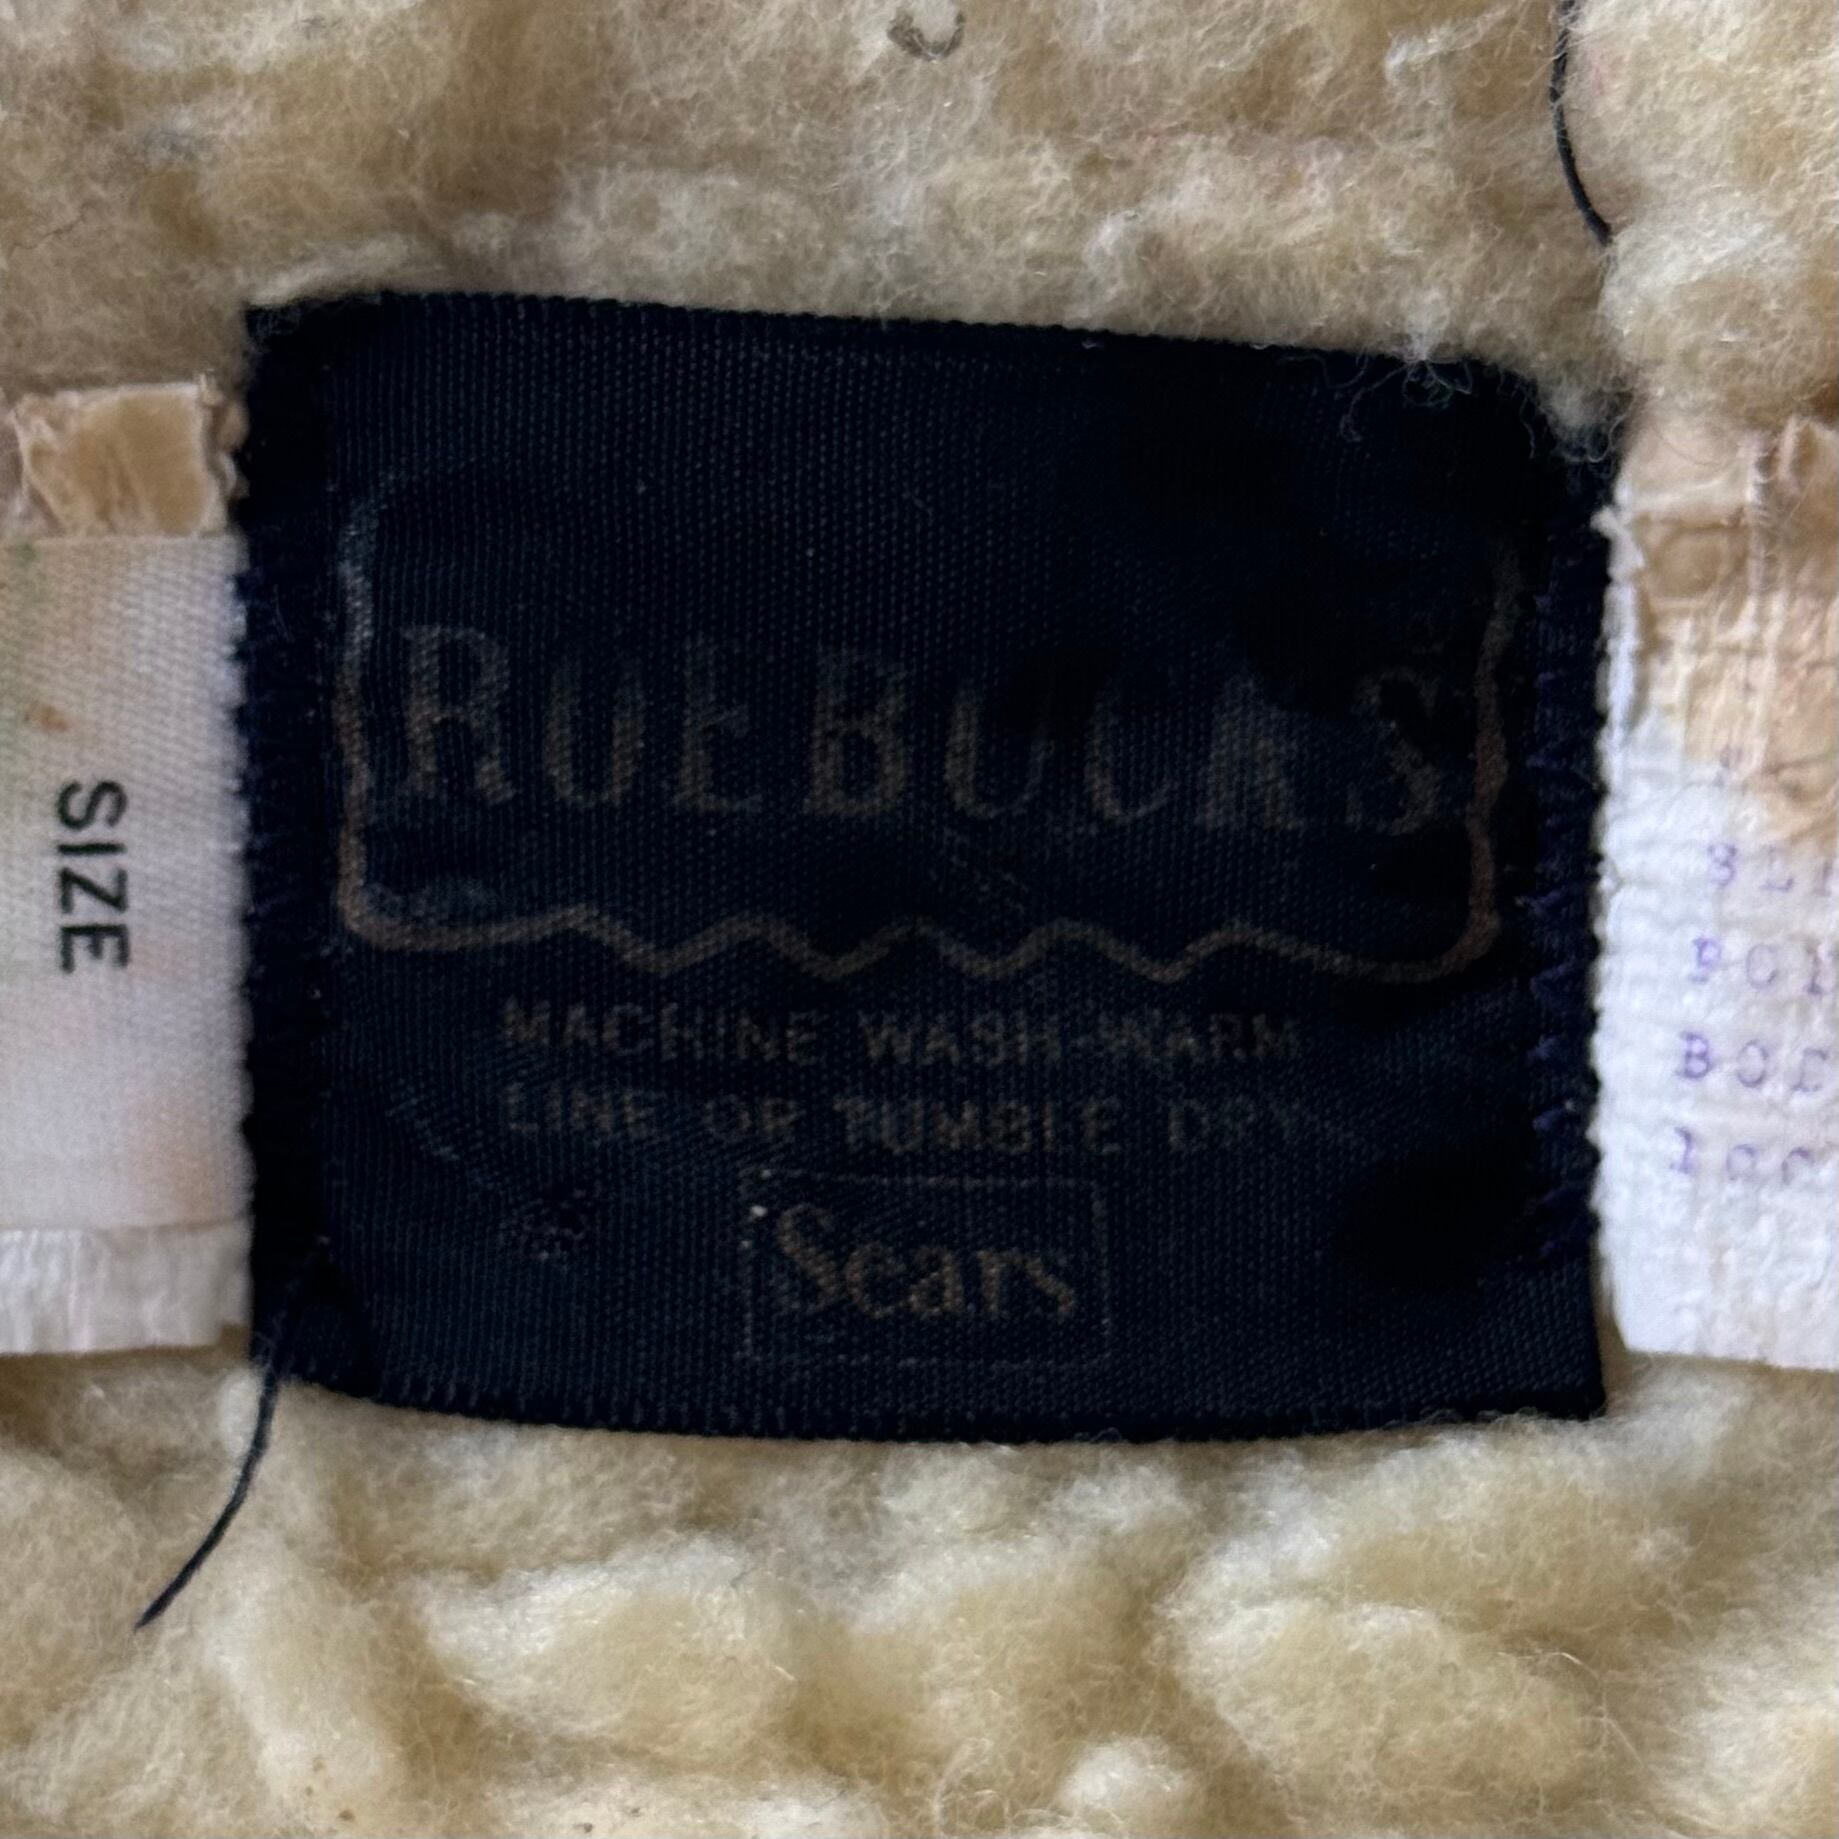 ROEBUCKS
MACHINE WASH-WARM
LINE OR TUMBLE DRY
Sears
SIZE